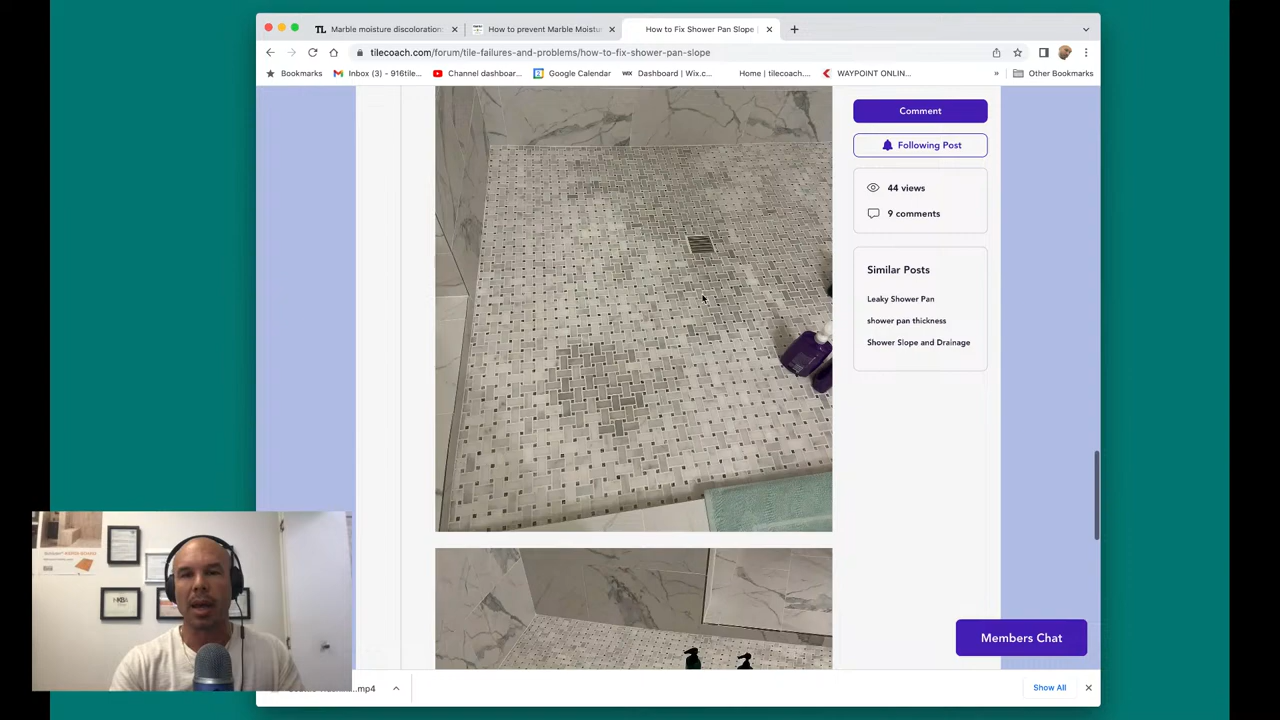 Marble moisture discoloration:
How to prevent Marble Moistu
How to Fix Shower Pan Slope |
tilecoach.com/forum/tile-failures-and-problems/how-to-fix-shower-pan-slope
Bookmarks
Inbox (3) - 916tile...
Channel dashboar...
Google Calendar
WIX
Dashboard | Wix.c...
Home | tilecoach.c...
WAYPOINT ONLIN...
»
Other Bookmarks
Comment
Following Post
44 views
9 comments
Similar Posts
Leaky Shower Pan
shower pan thickness
Shower Slope and Drainage
Members Chat
....mp4
Show All